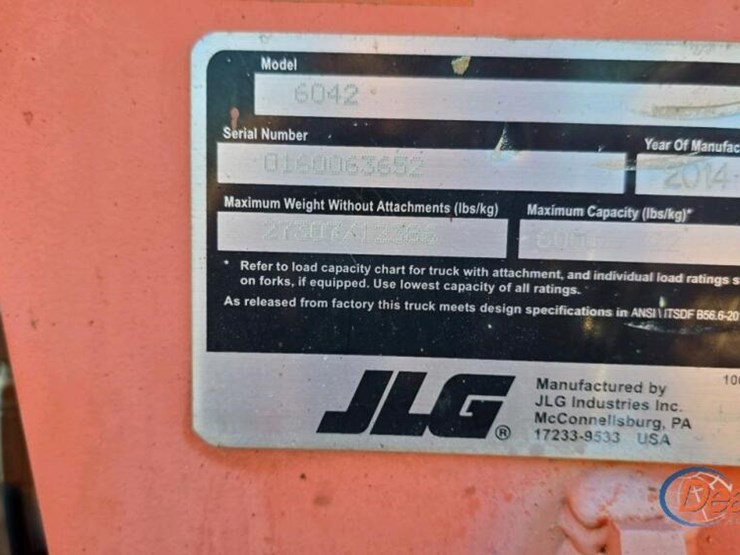 Model
6042
Serial Number
0160063652
Year Of Manufac
2014
Maximum Weight Without Attachments (lbs/kg)
Maximum Capacity (lbs/kg)*
* Refer to load capacity chart for truck with attachment, and individual load ratings s
on forks, if equipped. Use lowest capacity of all ratings.
As released from factory this truck meets design specifications in ANSI \ ITSDF B56.6-20
JLG®
Manufactured by
JLG Industries Inc.
McConnellsburg, PA
17233-9533 USA
10
Dea